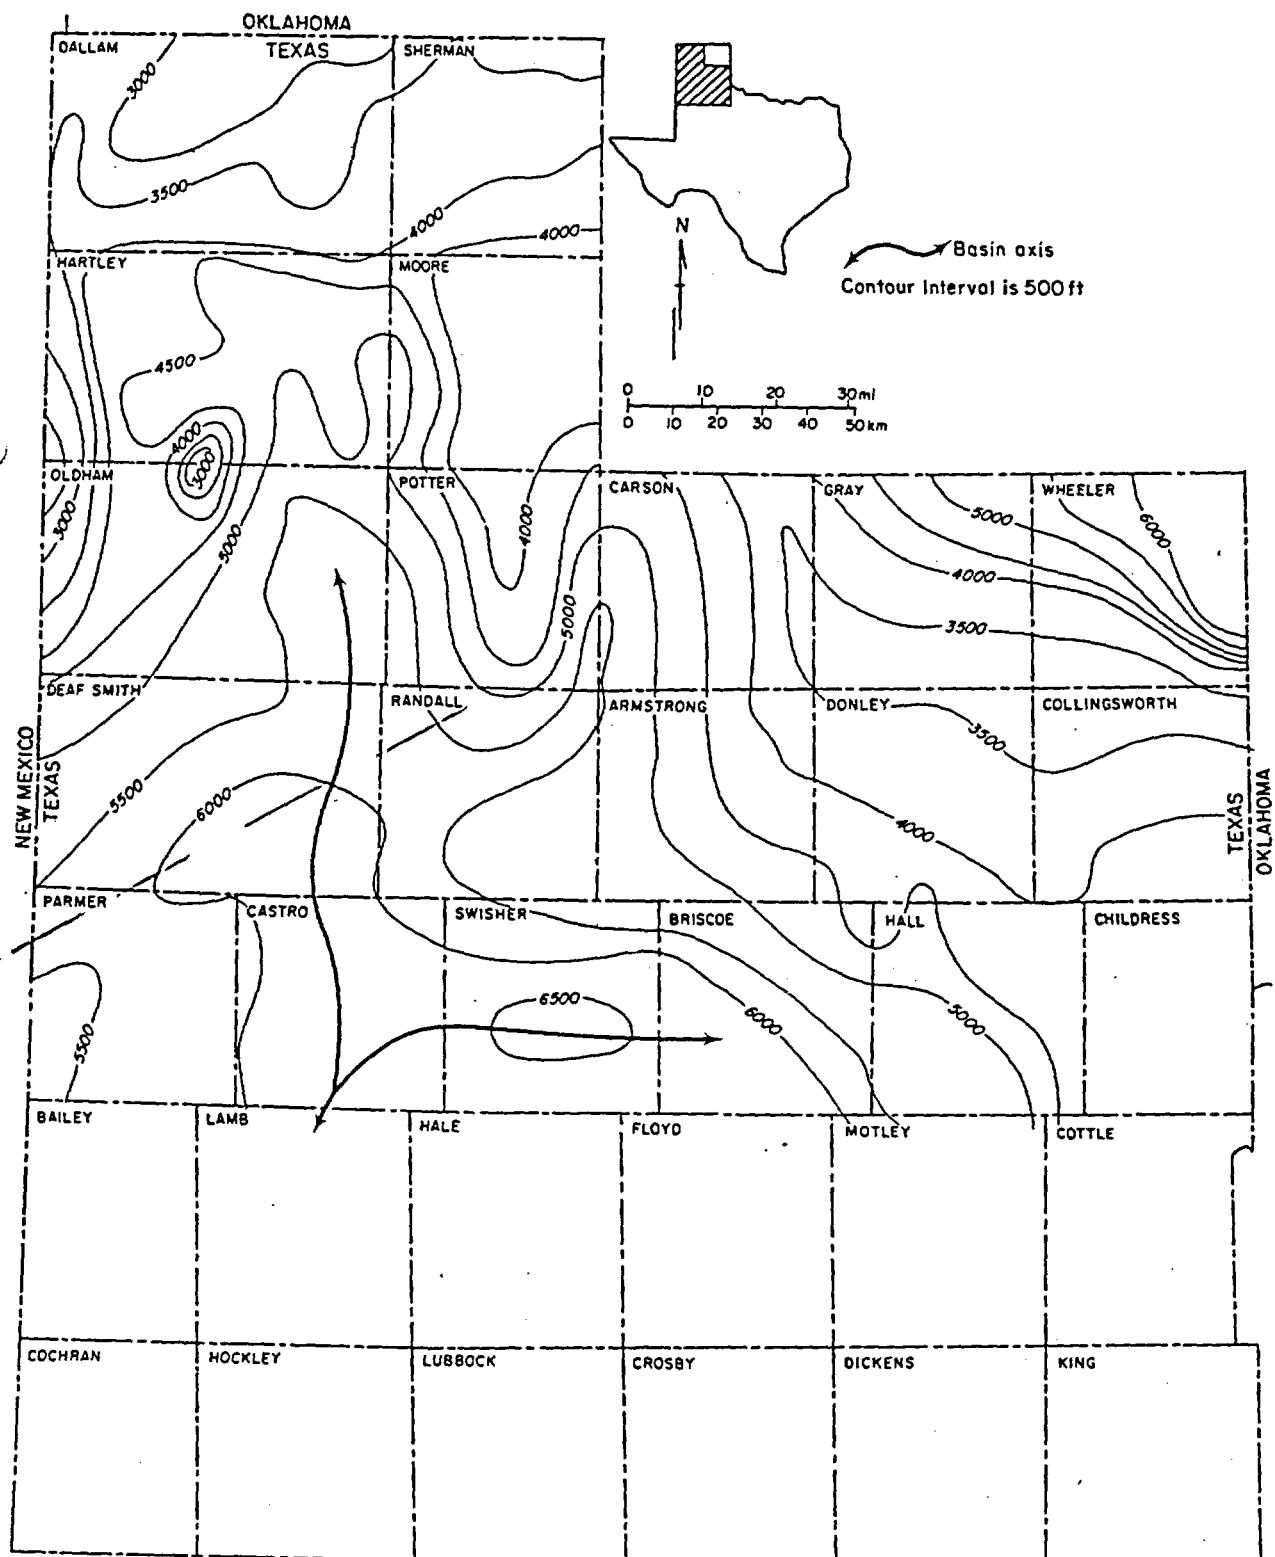 OKLAHOMA
TEXAS
DALLAM
SHERMAN
3000
3500
4000
4000
N
Basin axis
Contour Interval is 500 ft
HARTLEY
MOORE
4500
0 10 20 30 mi
0 10 20 30 40 50 km
4000
3000
OLDHAM
POTTER
CARSON
GRAY
WHEELER
3000
5000
4000
5000
6000
4000
5000
3500
DEAF SMITH
RANDALL
ARMSTRONG
DONLEY
COLLINGSWORTH
3500
NEW MEXICO
TEXAS
5500
6000
4000
TEXAS
OKLAHOMA
PARMER
CASTRO
SWISHER
BRISCOE
HALL
CHILDRESS
5500
6500
6000
5000
BAILEY
LAMB
HALE
FLOYD
MOTLEY
COTTLE
COCHRAN
HOCKLEY
LUBBOCK
CROSBY
DICKENS
KING